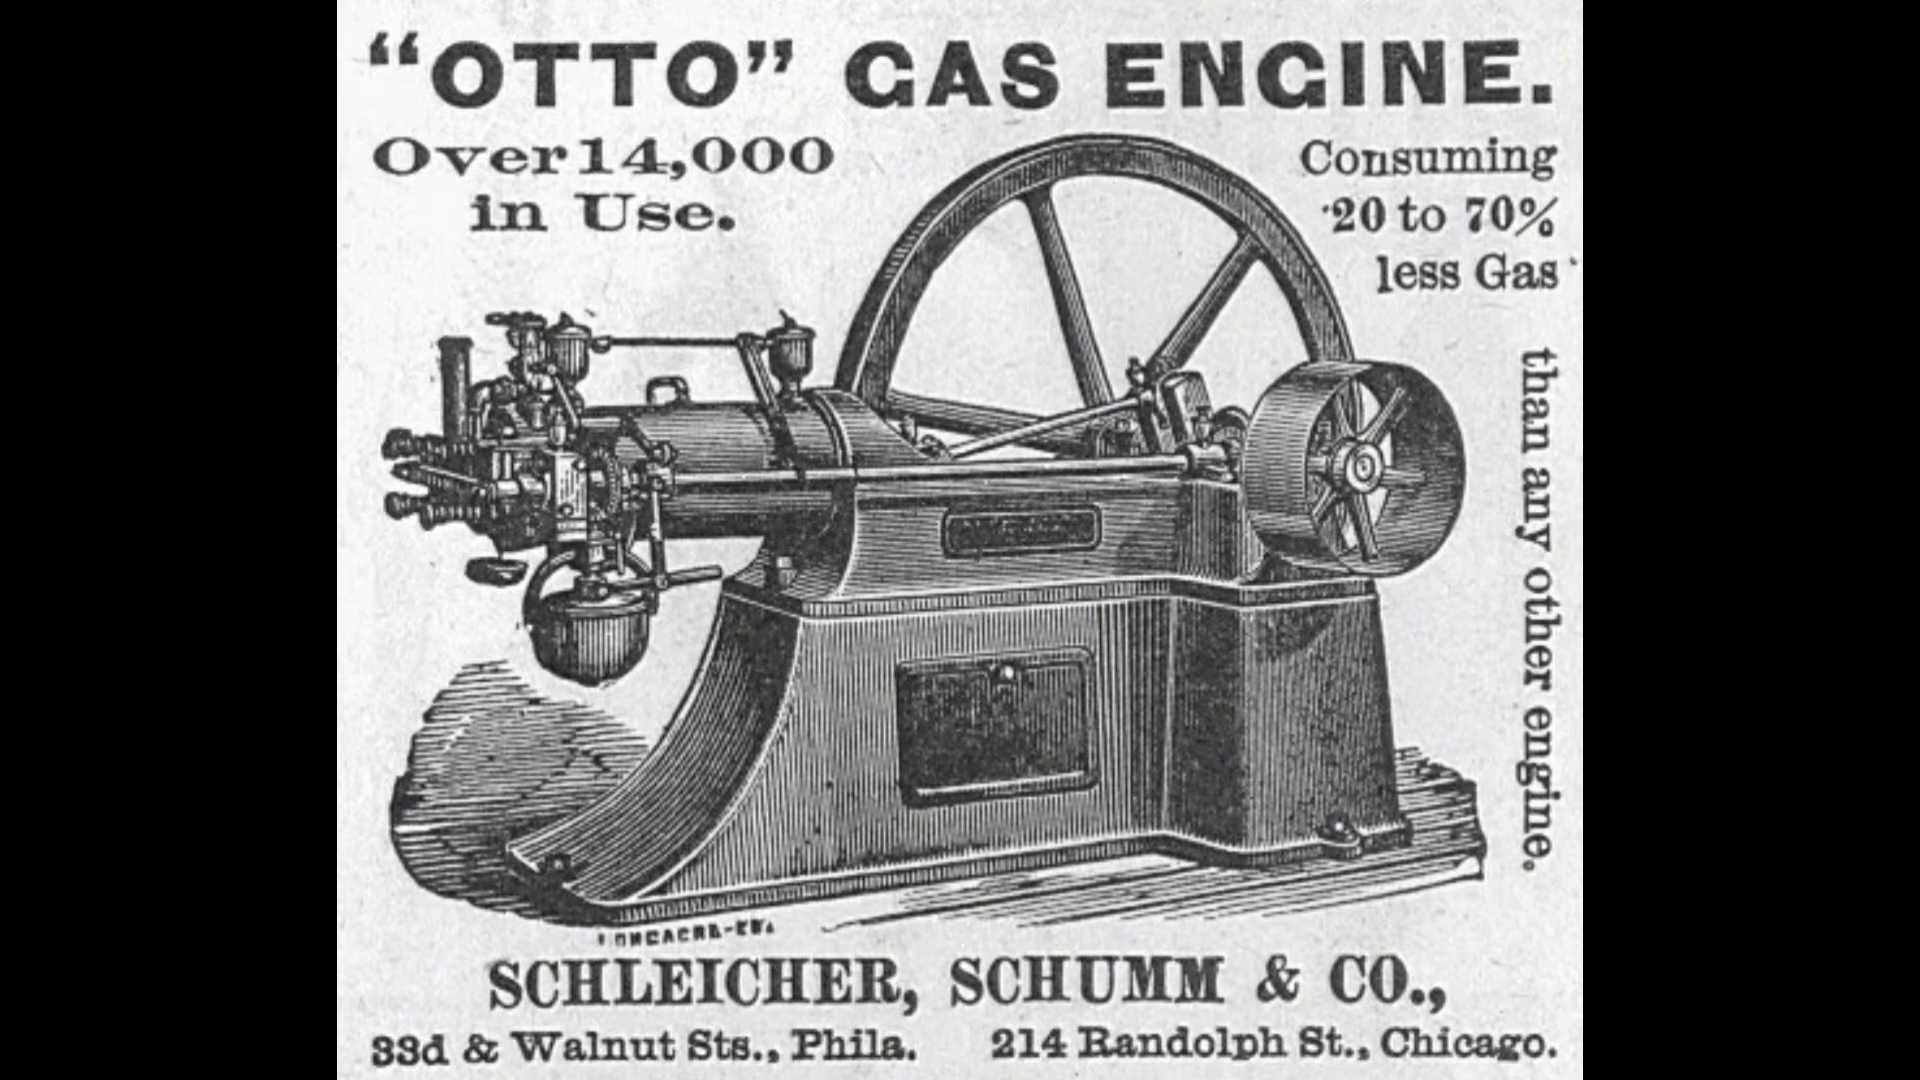 “OTTO” GAS ENGINE.
Over 14,000
in Use.
Consuming
20 to 70%
less Gas
than any other engine.
SCHLEICHER, SCHUMM & CO.,
33d & Walnut Sts., Phila.
214 Randolph St., Chicago.